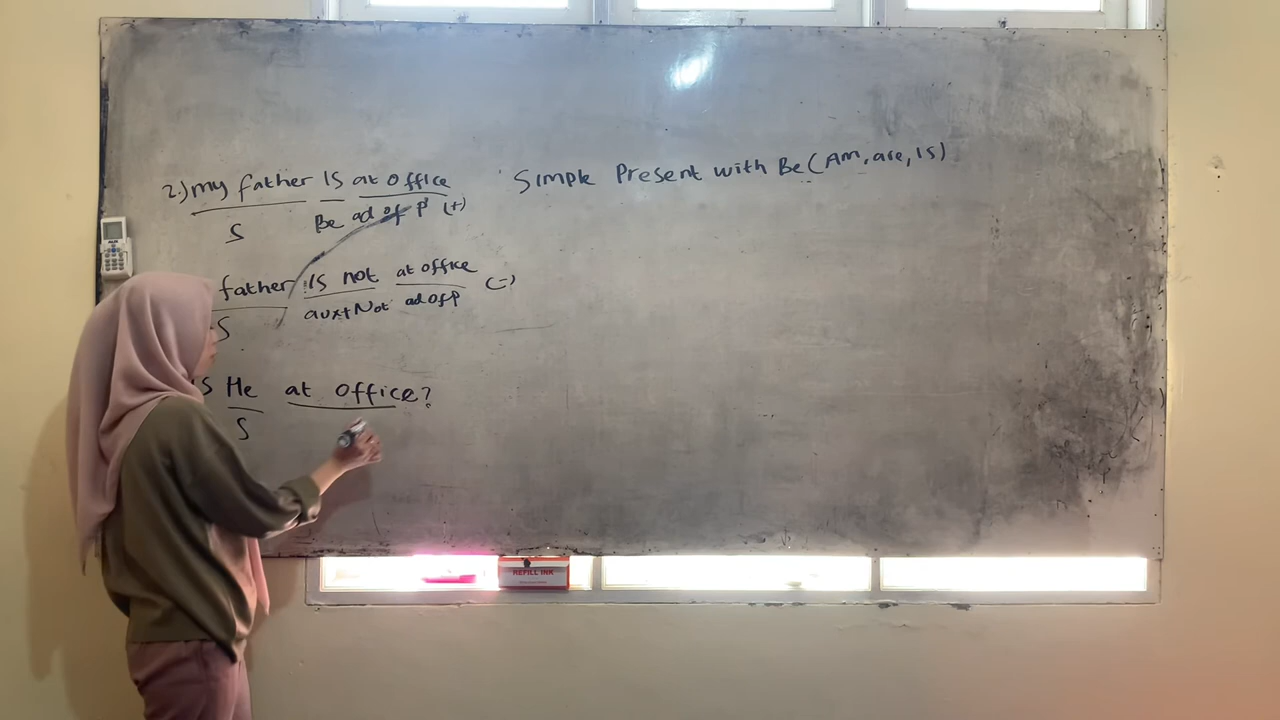 2.) my father is at office
S Be ad of P (+)
Simple Present with Be (Am, are, Is)
father is not at office (-)
S aux+Not ad of P
is He at office?
S
REFILL INK